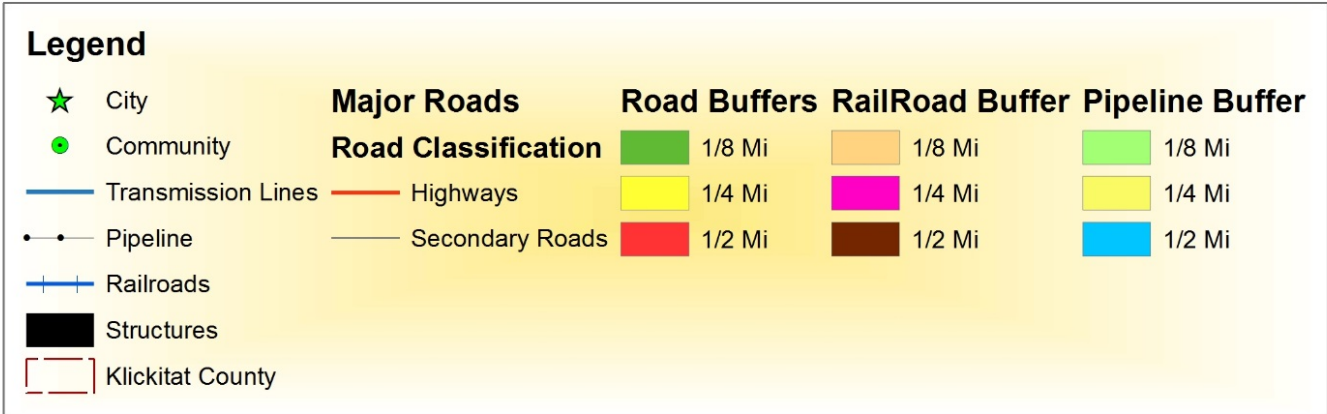 Legend
City
Community
Transmission Lines
Pipeline
Railroads
Structures
Klickitat County
Major Roads
Road Classification
Highways
Secondary Roads
Road Buffers
1/8 Mi
1/4 Mi
1/2 Mi
RailRoad Buffer
1/8 Mi
1/4 Mi
1/2 Mi
Pipeline Buffer
1/8 Mi
1/4 Mi
1/2 Mi